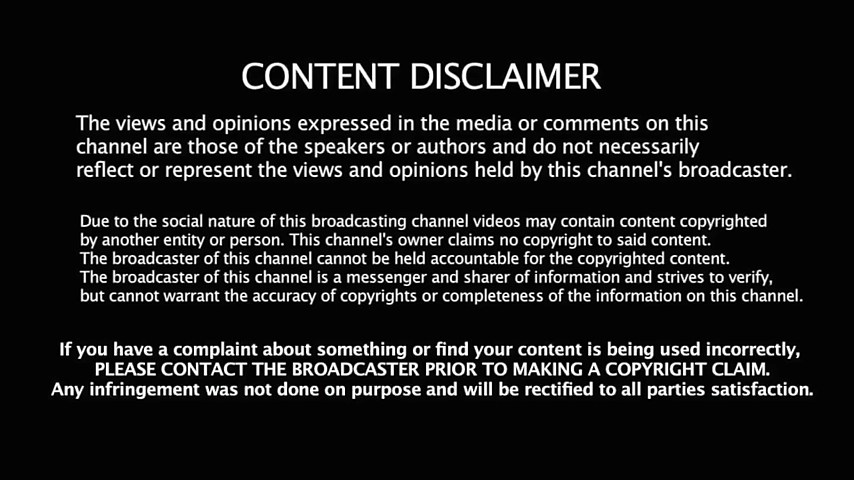 CONTENT DISCLAIMER
The views and opinions expressed in the media or comments on this
channel are those of the speakers or authors and do not necessarily
reflect or represent the views and opinions held by this channel's broadcaster.
Due to the social nature of this broadcasting channel videos may contain content copyrighted
by another entity or person. This channel's owner claims no copyright to said content.
The broadcaster of this channel cannot be held accountable for the copyrighted content.
The broadcaster of this channel is a messenger and sharer of information and strives to verify,
but cannot warrant the accuracy of copyrights or completeness of the information on this channel.
If you have a complaint about something or find your content is being used incorrectly,
PLEASE CONTACT THE BROADCASTER PRIOR TO MAKING A COPYRIGHT CLAIM.
Any infringement was not done on purpose and will be rectified to all parties satisfaction.